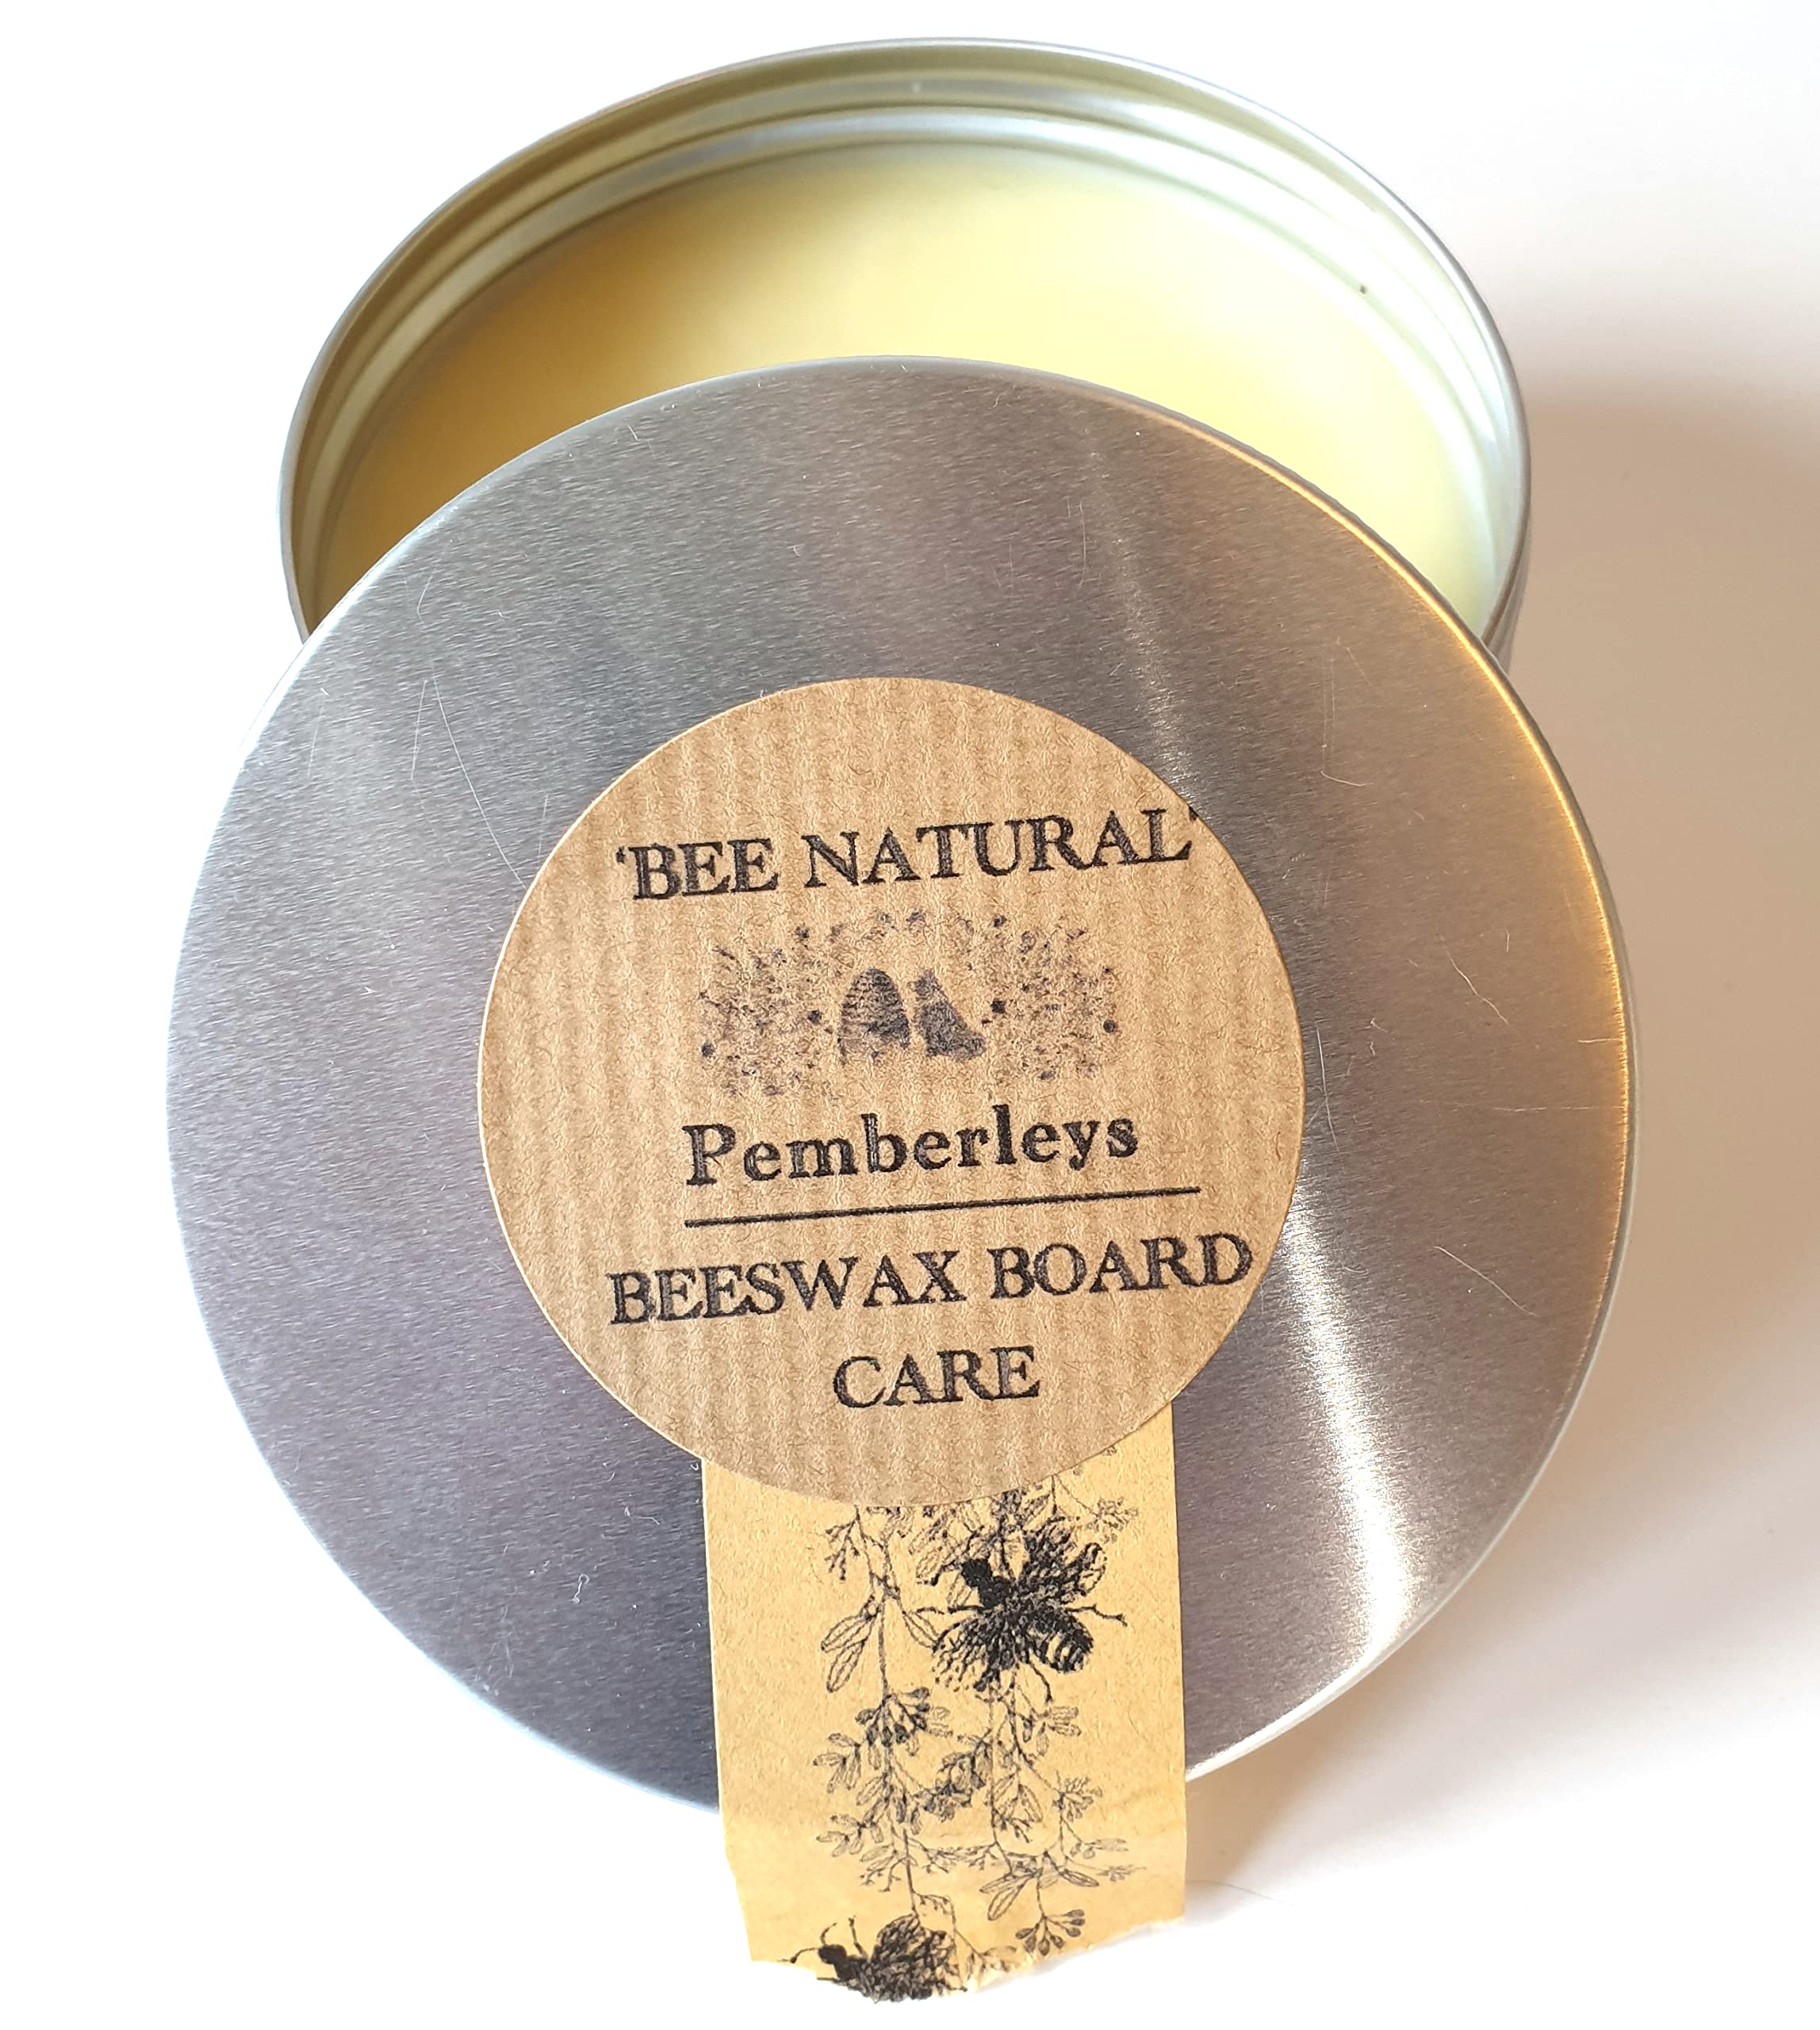 ‘BEE NATURAL’
Pemberleys
BEESWAX BOARD
CARE